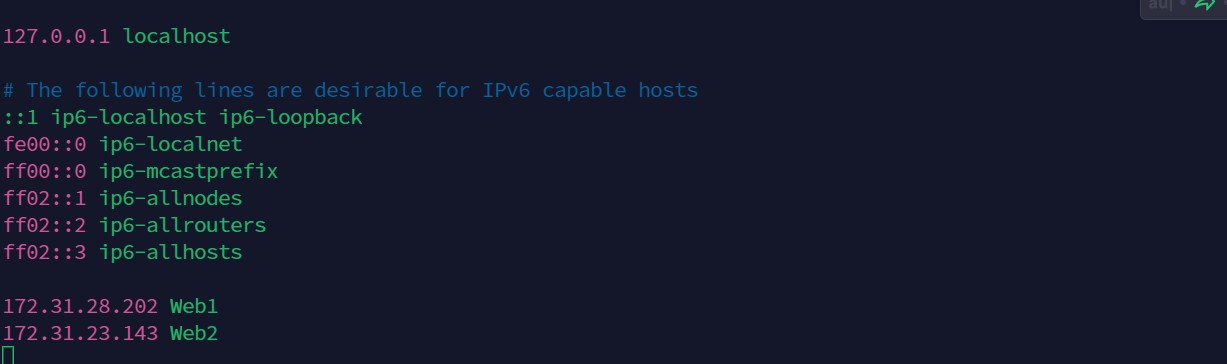 127.0.0.1 localhost
# The following lines are desirable for IPv6 capable hosts
::1 ip6-localhost ip6-loopback
fe00::0 ip6-localnet
ff00::0 ip6-mcastprefix
ff02::1 ip6-allnodes
ff02::2 ip6-allrouters
ff02::3 ip6-allhosts
172.31.28.202 Web1
172.31.23.143 Web2